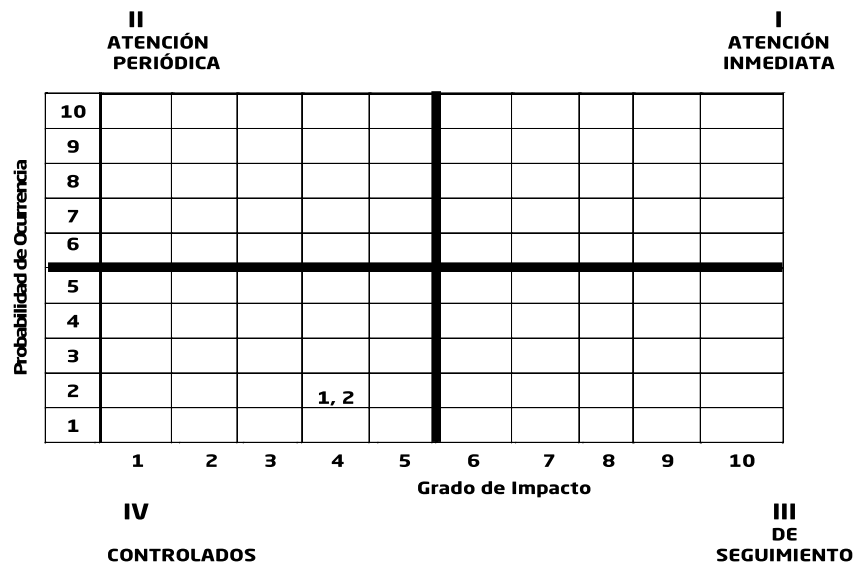 II
ATENCIÓN
PERIÓDICA
I
ATENCIÓN
INMEDIATA
Probabilidad de Ocurrencia
10
9
8
7
6
5
4
3
2
1, 2
1
1 2 3 4 5 6 7 8 9 10
Grado de Impacto
IV
CONTROLADOS
III
DE
SEGUIMIENTO